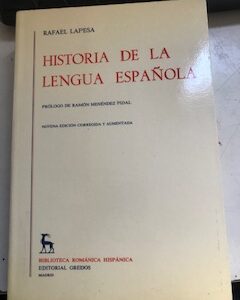 RAFAEL LAPESA
HISTORIA DE LA
LENGUA ESPAÑOLA
PRÓLOGO DE RAMÓN MENÉNDEZ PIDAL
NOVENA EDICIÓN CORREGIDA Y AUMENTADA
BIBLIOTECA ROMÁNICA HISPÁNICA
EDITORIAL GREDOS
MADRID